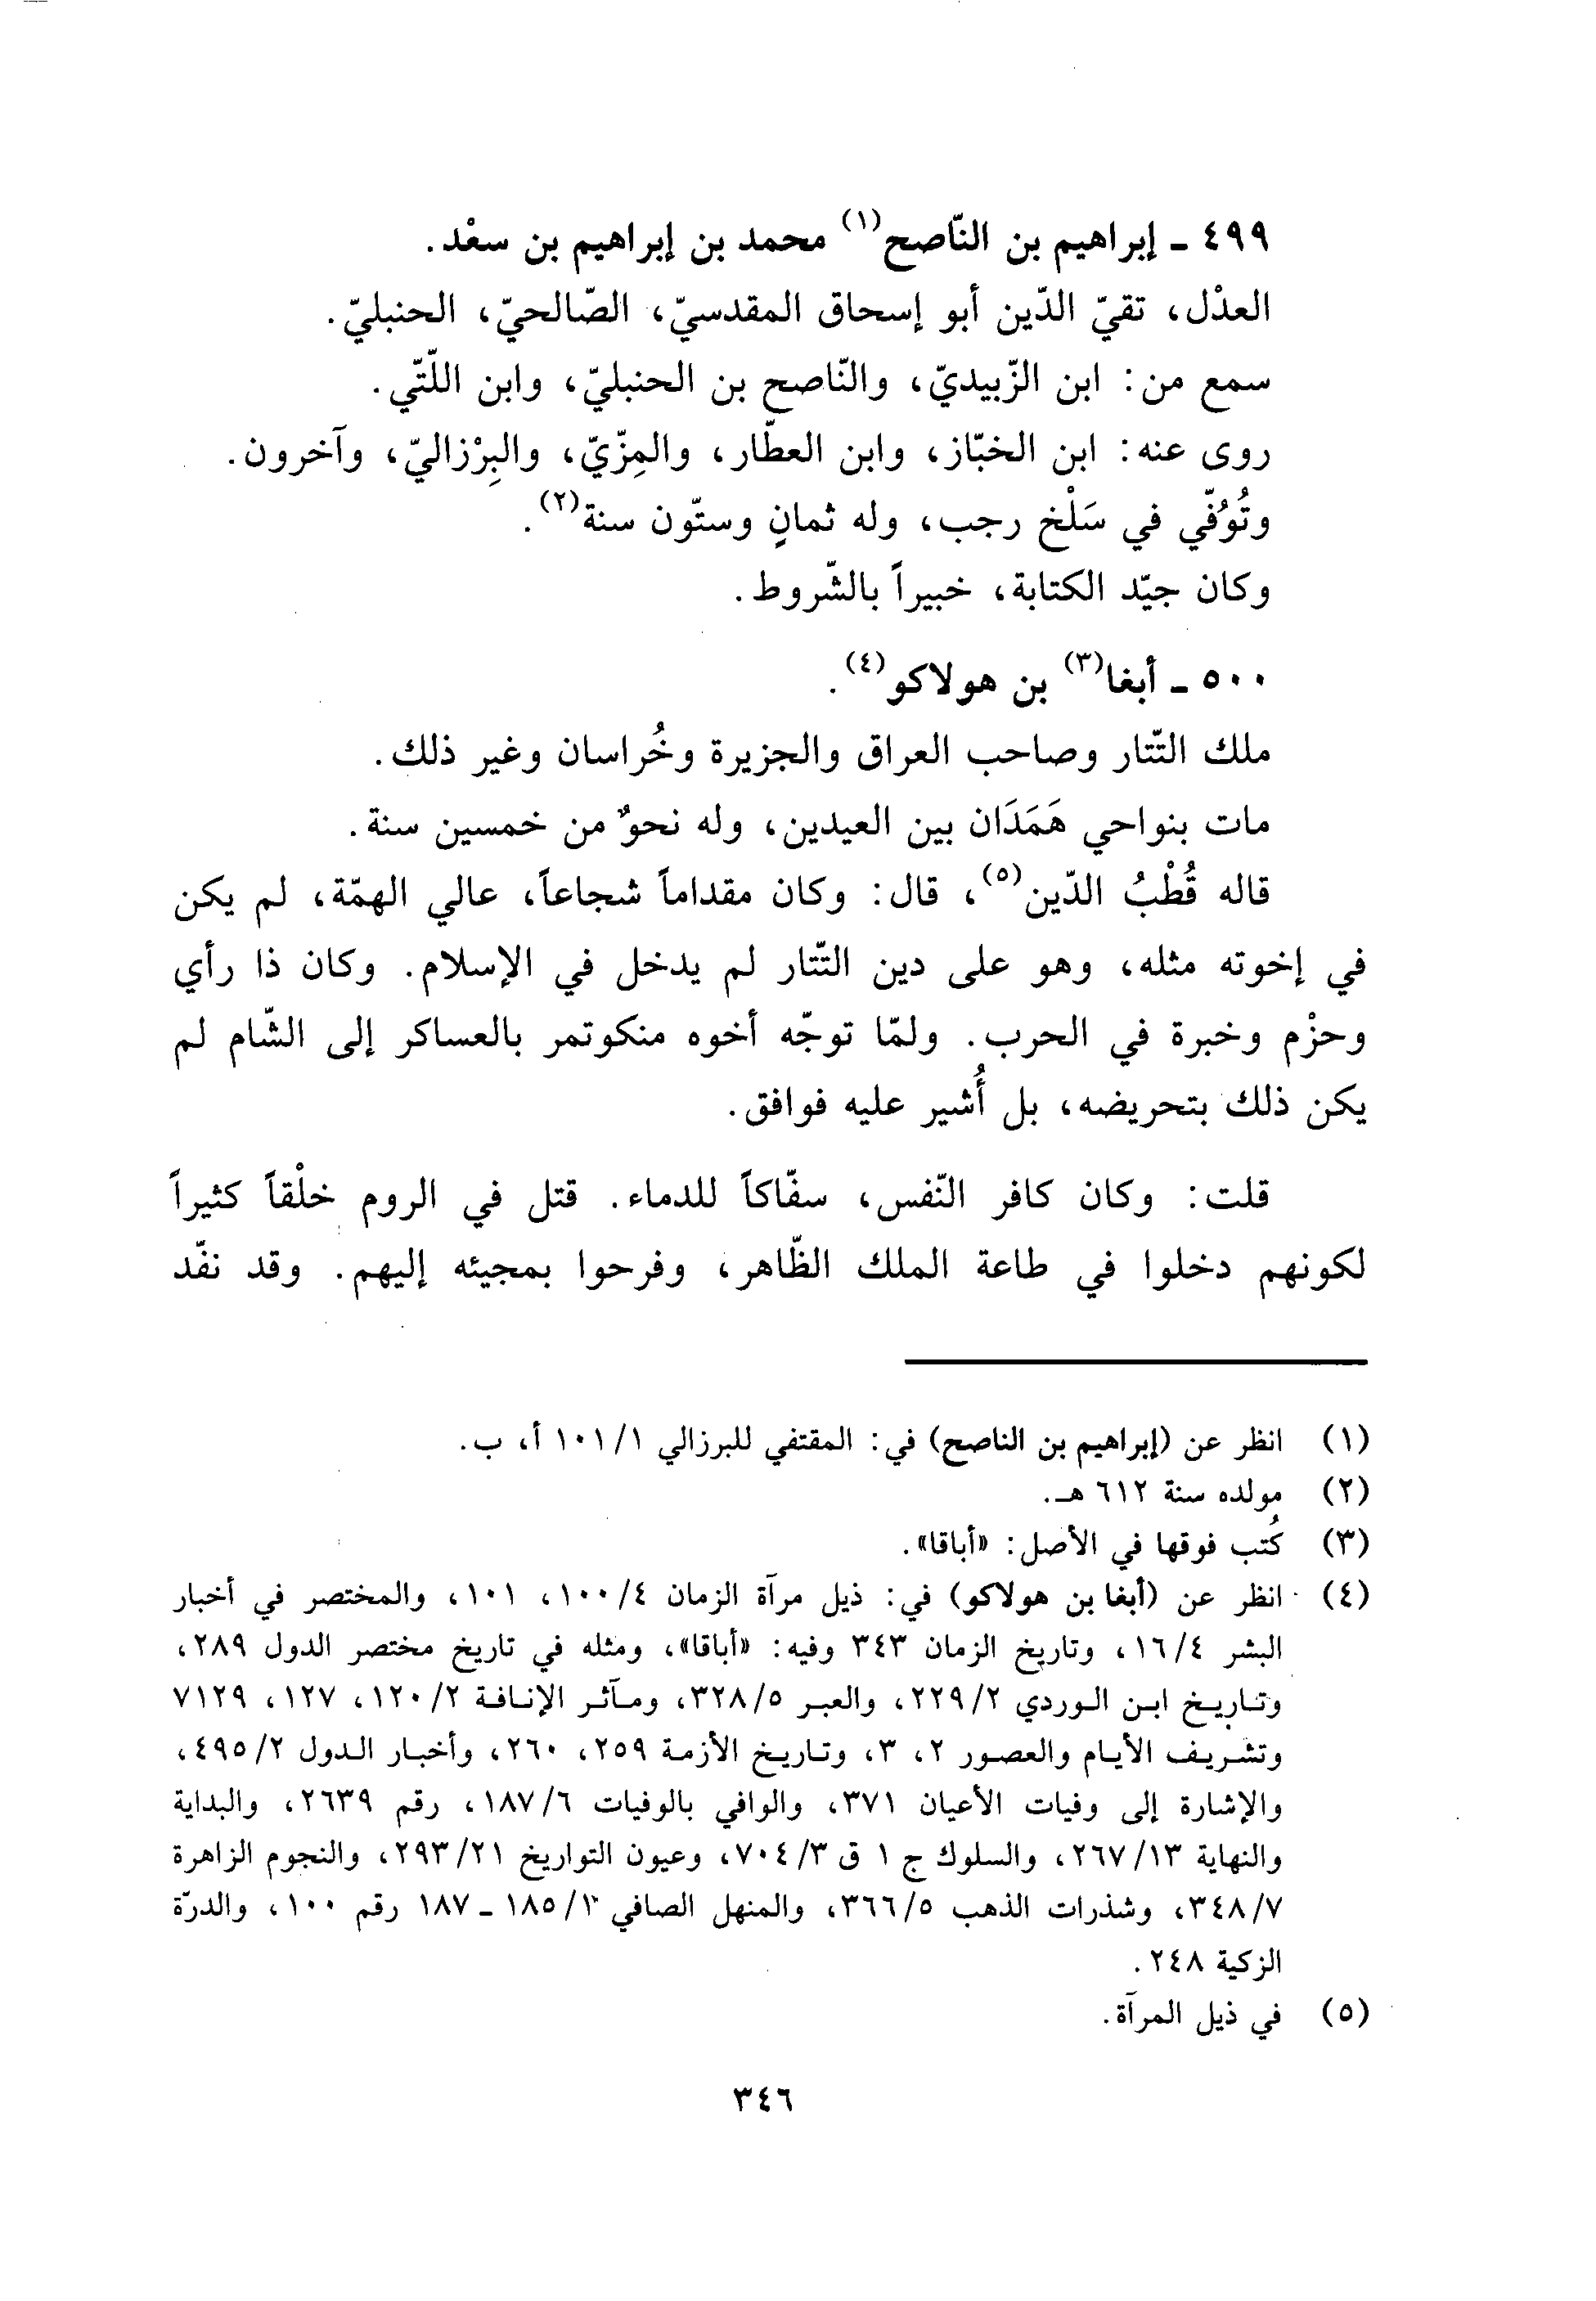 ٤٩٩ ـ إبراهيم بن النّاصح(١) محمد بن إبراهيم بن سعْد.
العدْل، تقيّ الدّين أبو إسحاق المقدسيّ، الصّالحيّ، الحنبليّ.
سمع من: ابن الزّبيديّ، والنّاصح بن الحنبليّ، وابن اللّتّي.
روى عنه: ابن الخبّاز، وابن العطّار، والمِزّيّ، والبِرْزاليّ، وآخرون.
وتُوُفّي في سَلْخ رجب، وله ثمانٍ وستّون سنة(٢).
وكان جيّد الكتابة، خبيراً بالشّروط.
٥٠٠ ـ أبغا(٣) بن هولاكو(٤).
ملك التّتار وصاحب العراق والجزيرة وخُراسان وغير ذلك.
مات بنواحي هَمَدَان بين العيدين، وله نحوٌ من خمسين سنة.
قاله قُطْبُ الدّين(٥)، قال: وكان مقداماً شجاعاً، عالي الهمّة، لم يكن
في إخوته مثله، وهو على دين التّتار لم يدخل في الإسلام. وكان ذا رأي
وحزْم وخبرة في الحرب. ولمّا توجّه أخوه منكوتمر بالعساكر إلى الشّام لم
يكن ذلك بتحريضه، بل أُشير عليه فوافق.
قلت: وكان كافر النّفس، سفّاكاً للدماء. قتل في الروم خلْقاً كثيراً
لكونهم دخلوا في طاعة الملك الظّاهر، وفرحوا بمجيئه إليهم. وقد نفّد
(١) انظر عن (إبراهيم بن الناصح) في: المقتفي للبرزالي ١/ ١٠١ أ، ب.
(٢) مولده سنة ٦١٢ هـ.
(٣) كُتب فوقها في الأصل: «أباقا».
(٤) انظر عن (أبغا بن هولاكو) في: ذيل مرآة الزمان ٤/ ١٠٠، ١٠١، والمختصر في أخبار
البشر ٤/ ١٦، وتاريخ الزمان ٣٤٣ وفيه: «أباقا»، ومثله في تاريخ مختصر الدول ٢٨٩،
وتاريخ ابن الوردي ٢/ ٢٢٩، والعبر ٥/ ٣٢٨، ومآثر الإنافة ٢/ ١٢٠، ١٢٧، ٧١٢٩
وتشريف الأيام والعصور ٢، ٣، وتاريخ الأزمة ٢٥٩، ٢٦٠، وأخبار الدول ٢/ ٤٩٥،
والإشارة إلى وفيات الأعيان ٣٧١، والوافي بالوفيات ٦/ ١٨٧، رقم ٢٦٣٩، والبداية
والنهاية ١٣/ ٢٦٧، والسلوك ج ١ ق ٣/ ٧٠٤، وعيون التواريخ ٢١/ ٢٩٣، والنجوم الزاهرة
٧/ ٣٤٨، وشذرات الذهب ٥/ ٣٦٦، والمنهل الصافي ١/ ١٨٥ ـ ١٨٧ رقم ١٠٠، والدرّة
الزكية ٢٤٨.
(٥) في ذيل المرآة.
٣٤٦